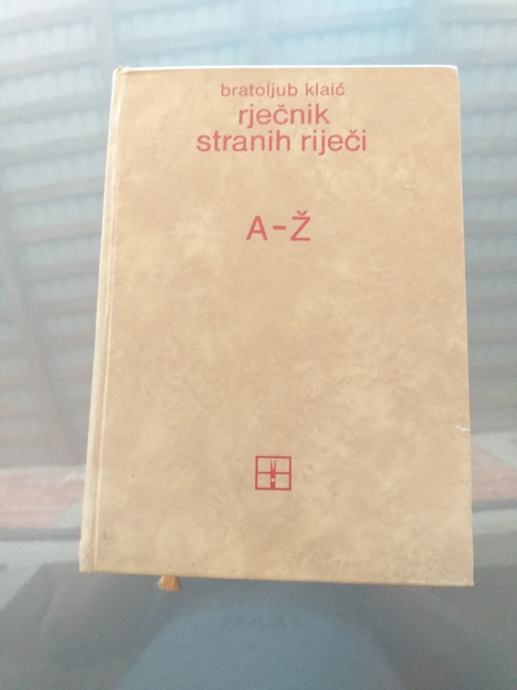 bratoljub klaić
rječnik
stranih riječi
A-Ž